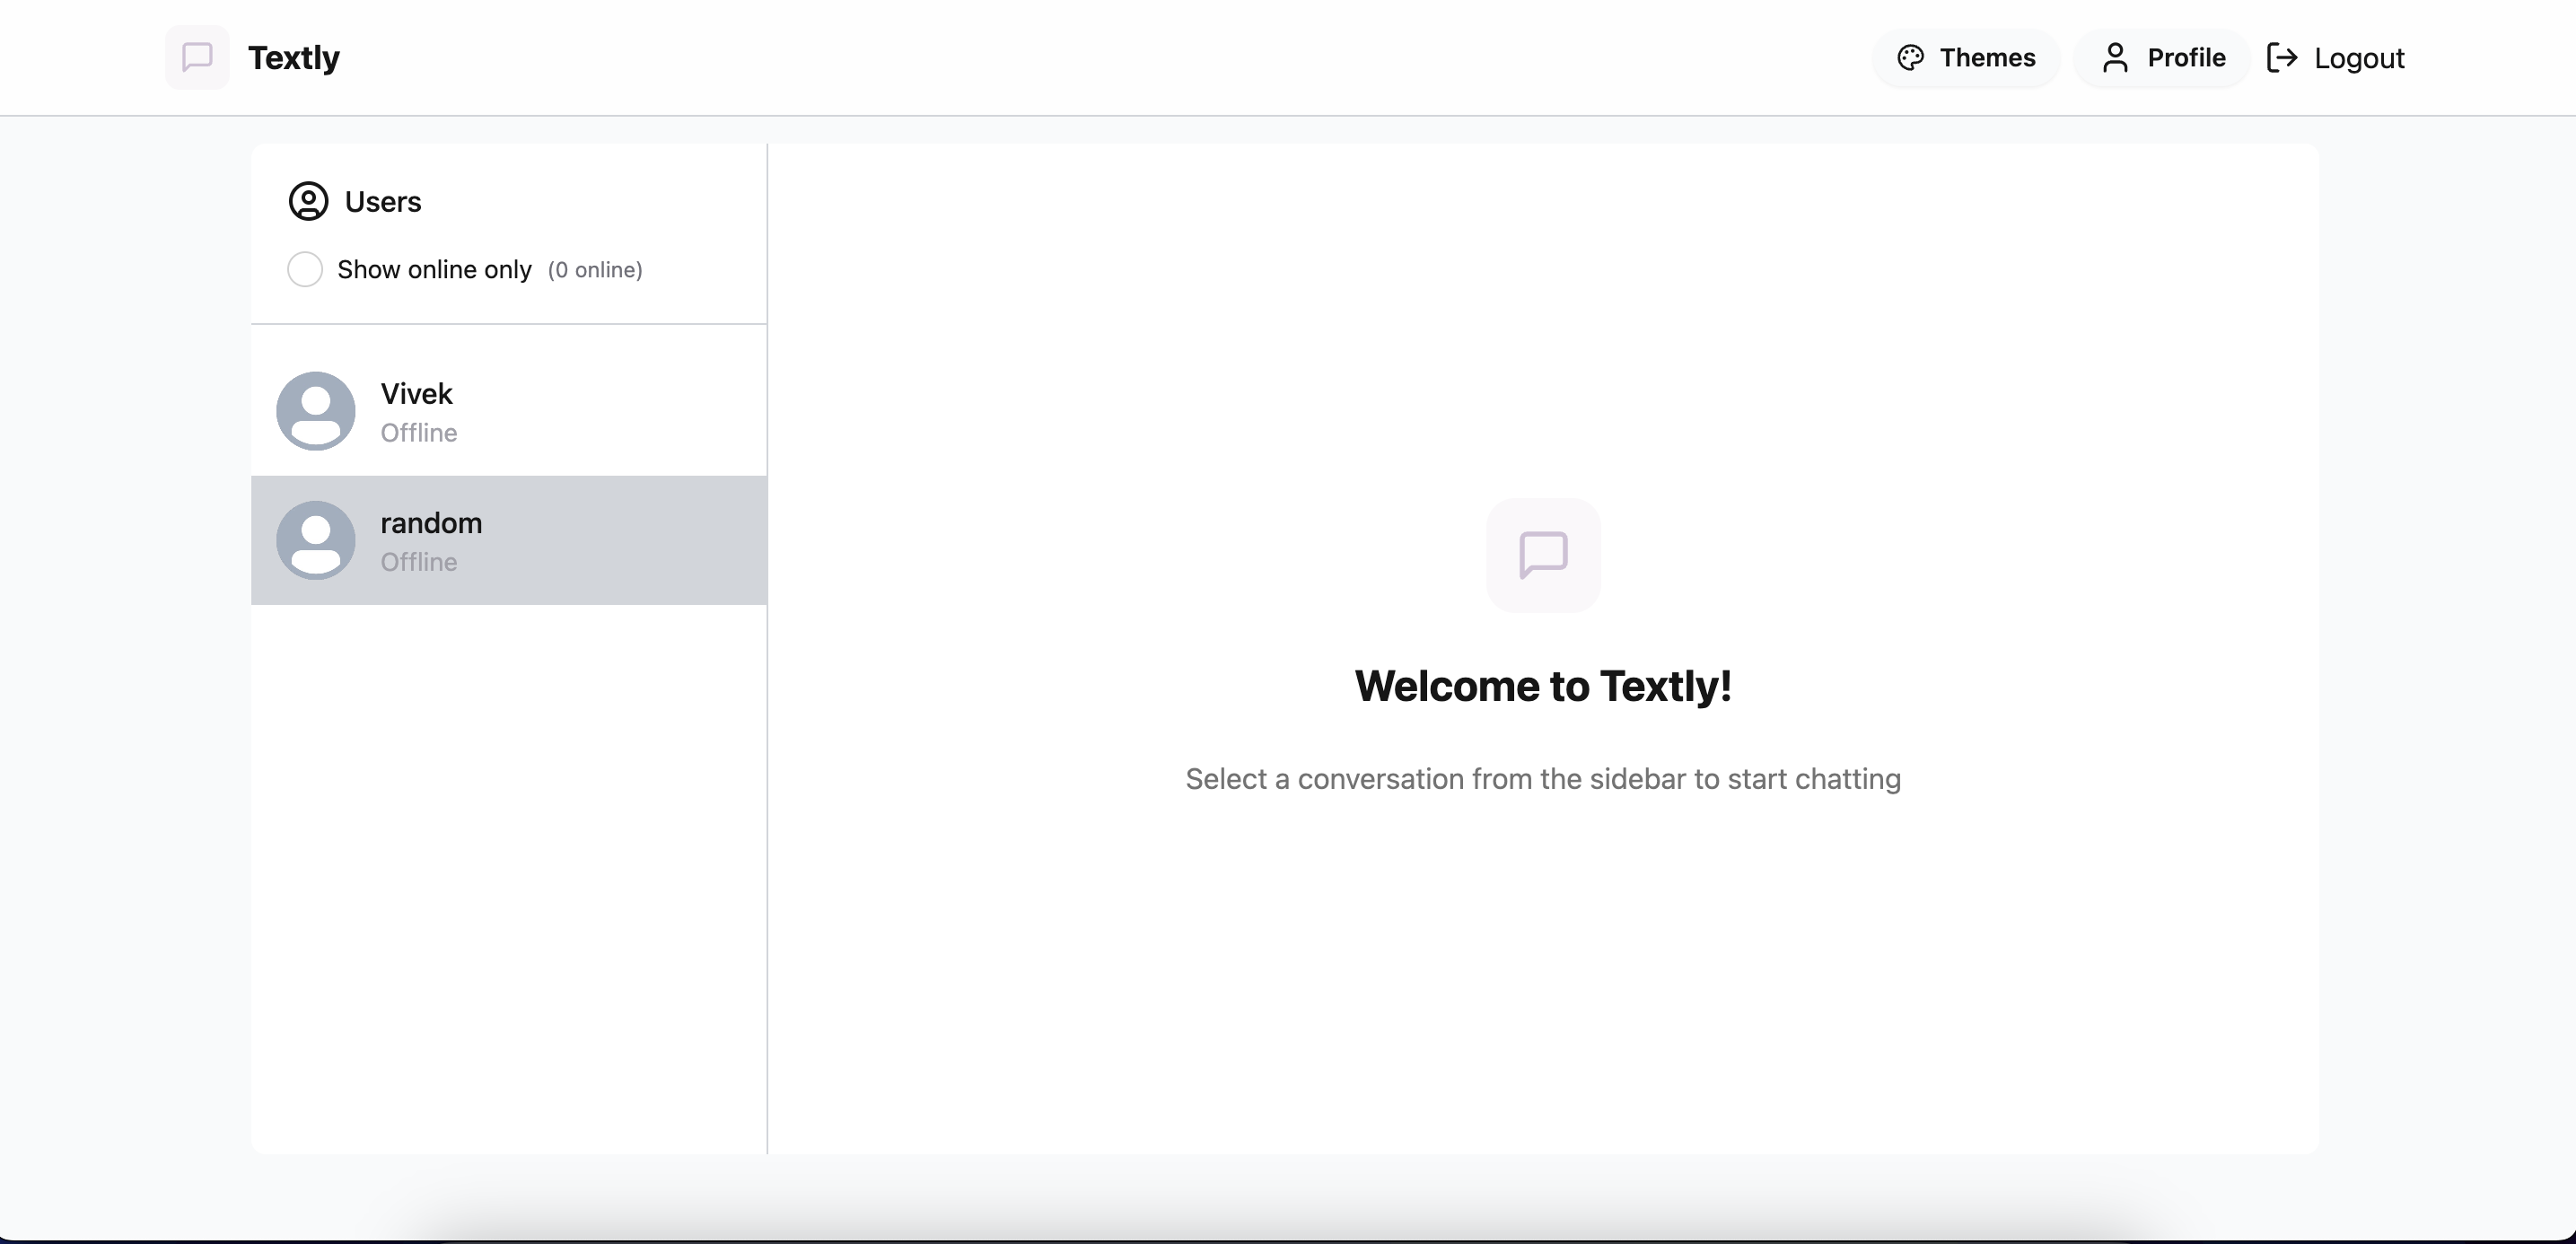 Textly
Themes
Profile
Logout
Users
Show online only (0 online)
Vivek
Offline
random
Offline
Welcome to Textly!
Select a conversation from the sidebar to start chatting